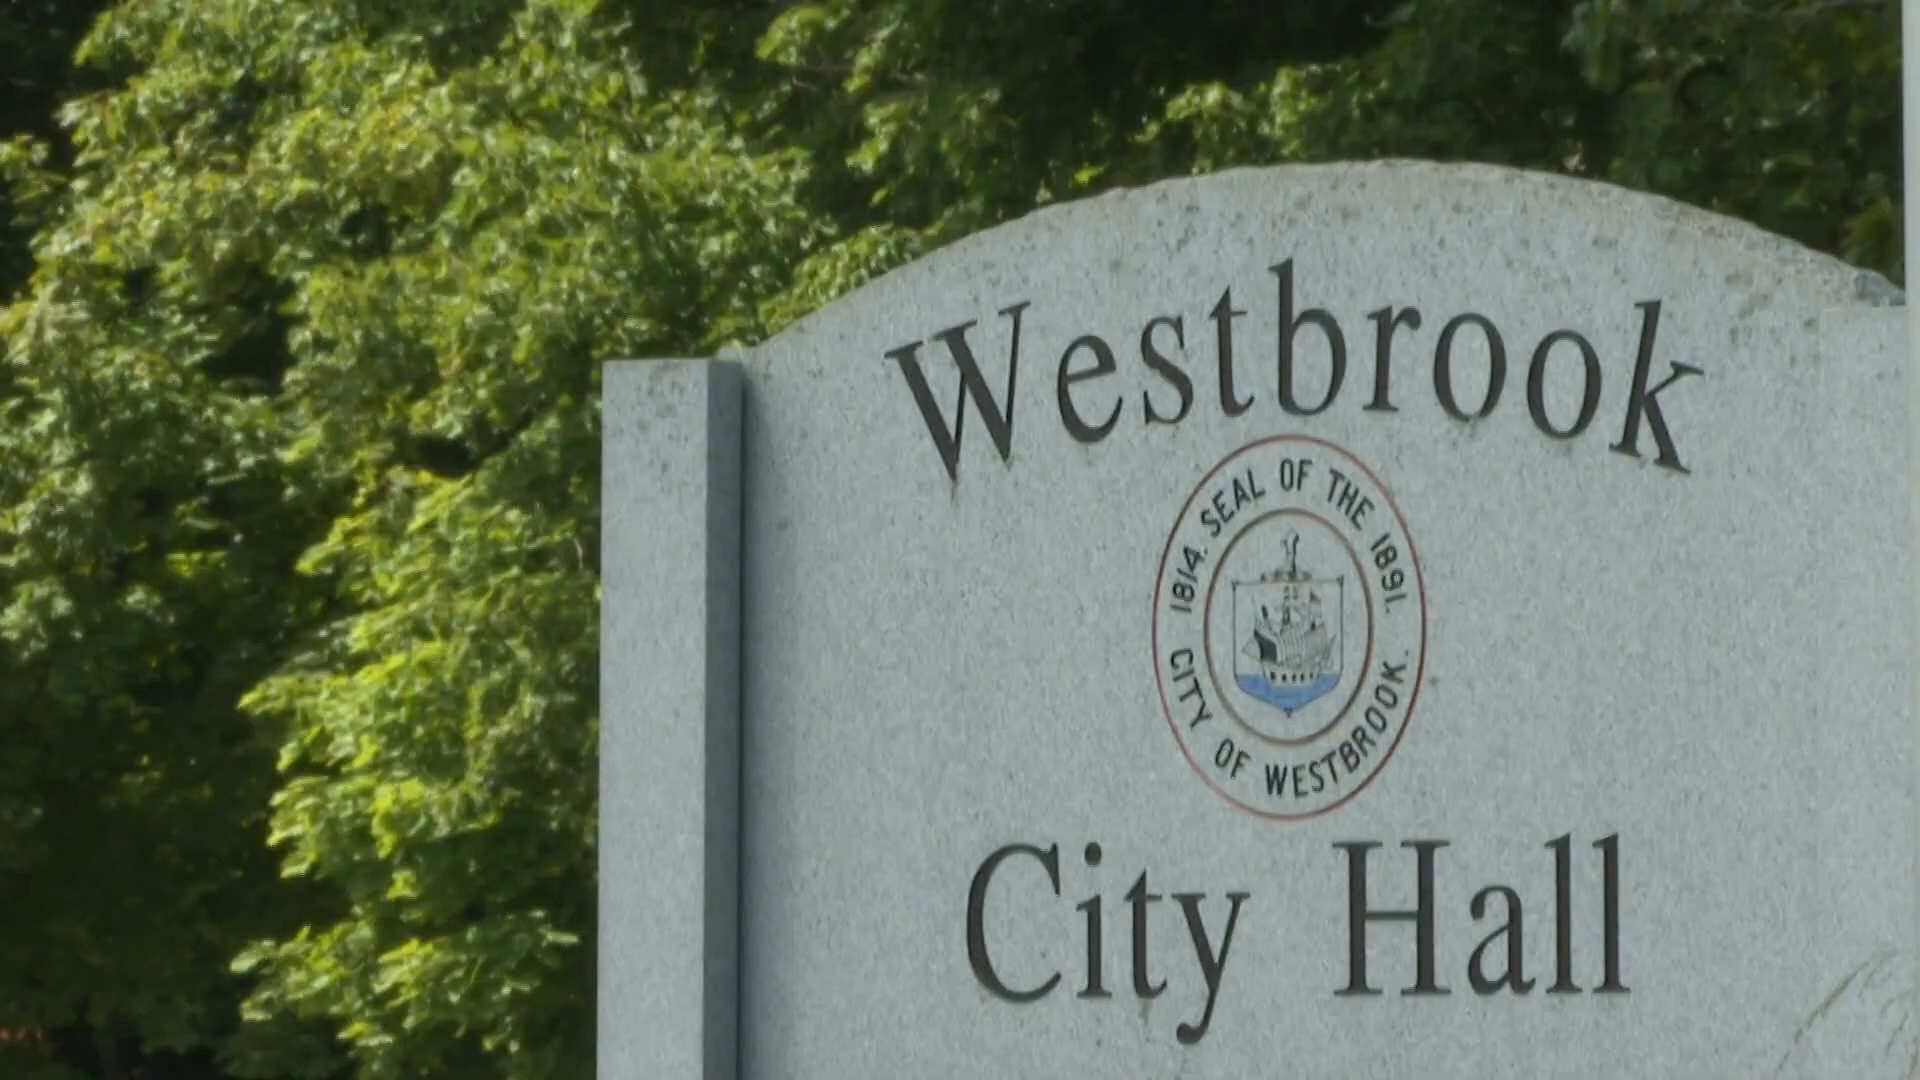 Westbrook
1814. SEAL OF THE 1891.
CITY OF WESTBROOK.
City Hall